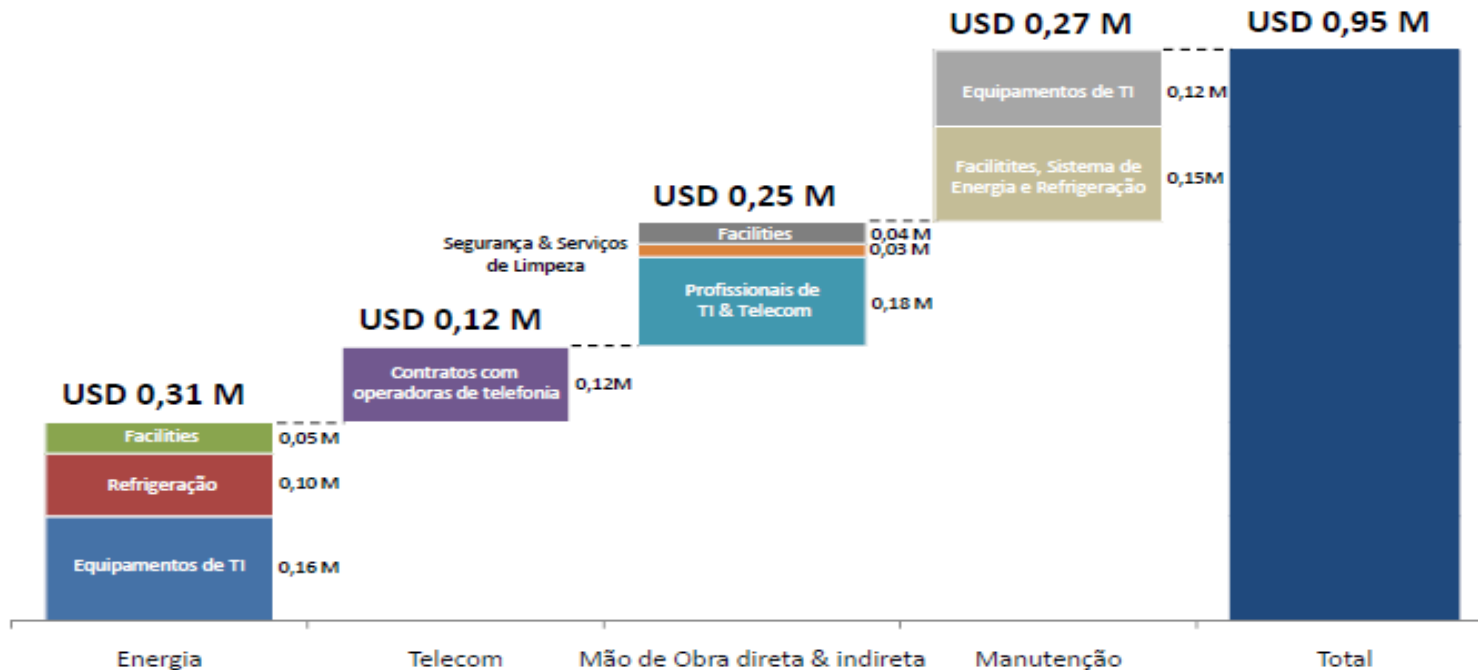 USD 0,27 M
USD 0,95 M
Equipamentos de TI
0,12 M
Facilitites, Sistema de
Energia e Refrigeração
0,15M
USD 0,25 M
Segurança & Serviços
de Limpeza
Facilities
0,04 M
0,03 M
Profissionais de
TI & Telecom
0,18 M
USD 0,12 M
Contratos com
operadoras de telefonia
0,12M
USD 0,31 M
Facilities
0,05 M
Refrigeração
0,10 M
Equipamentos de TI
0,16 M
Energia
Telecom
Mão de Obra direta & indireta
Manutenção
Total